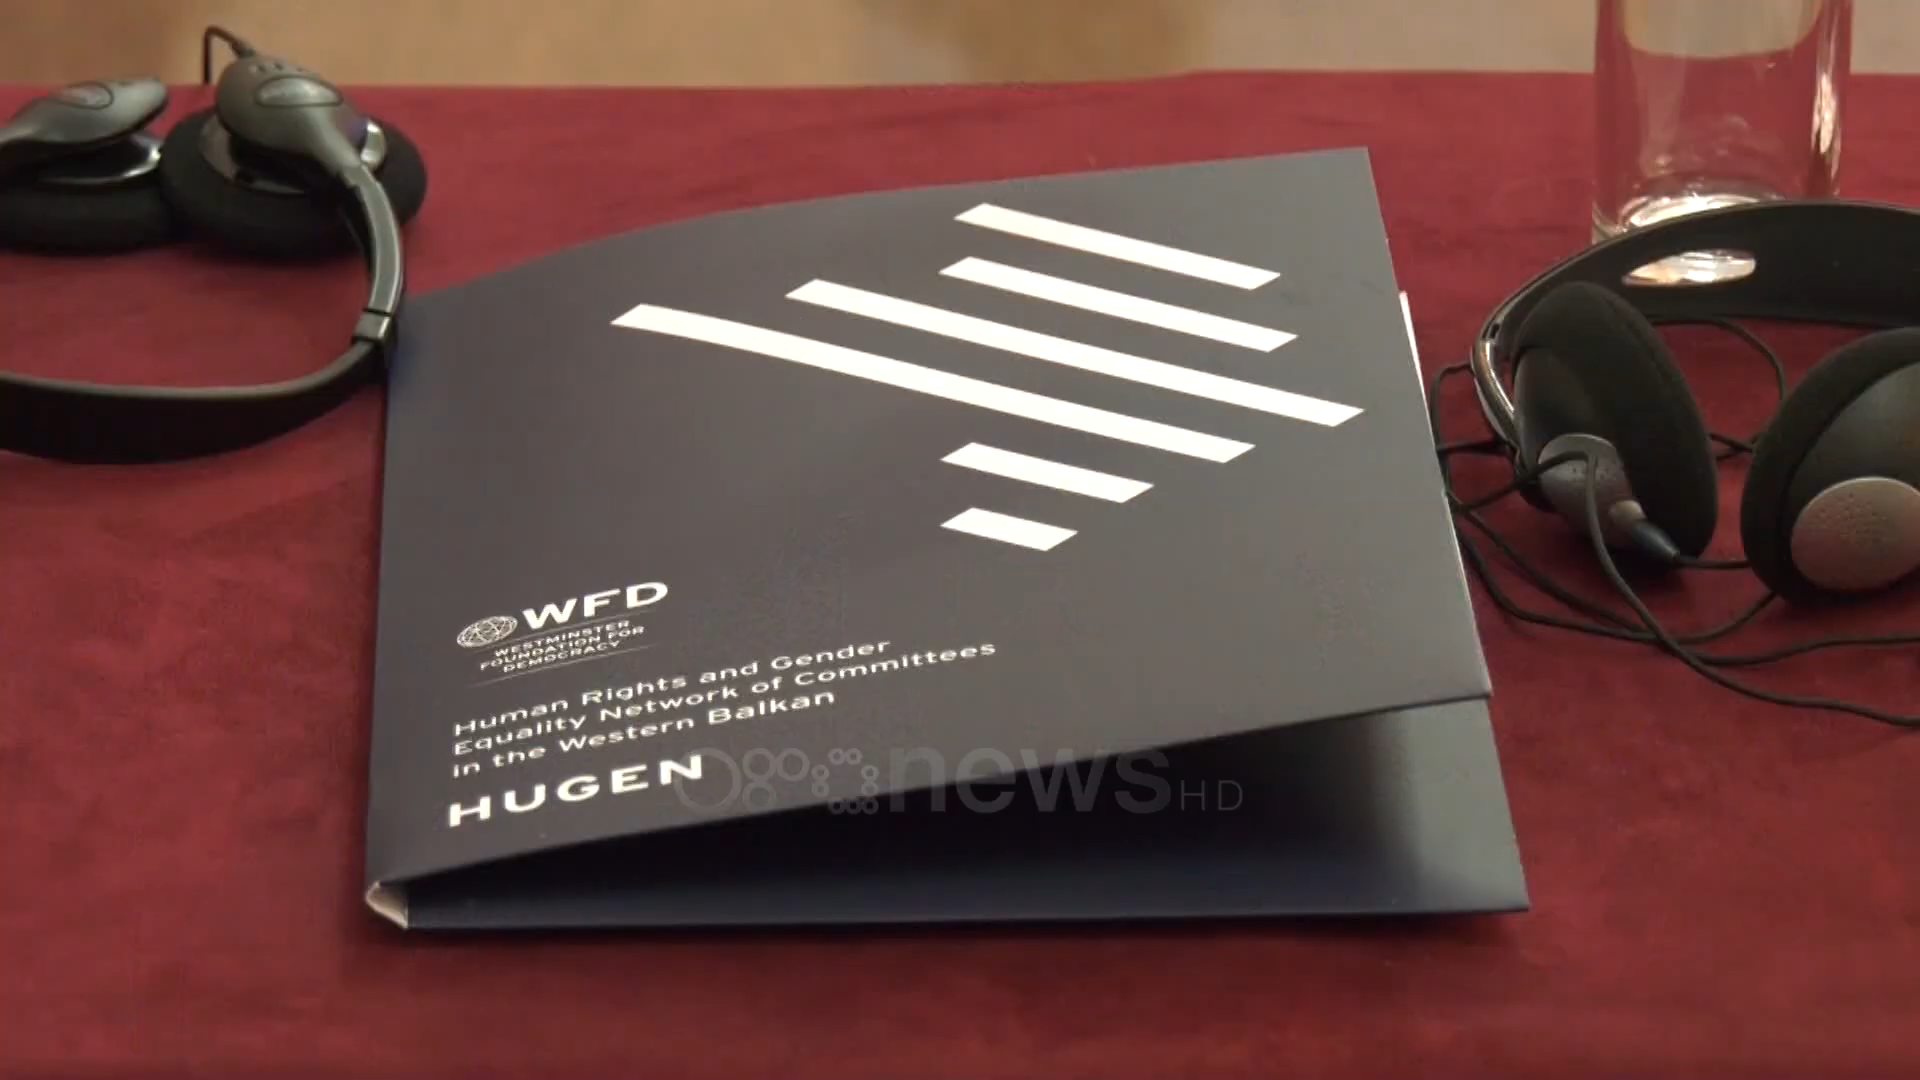 WFD
WESTMINSTER
FOUNDATION FOR
DEMOCRACY
Human Rights and Gender
Equality Network of Committees
in the Western Balkan
HUGEN
news HD